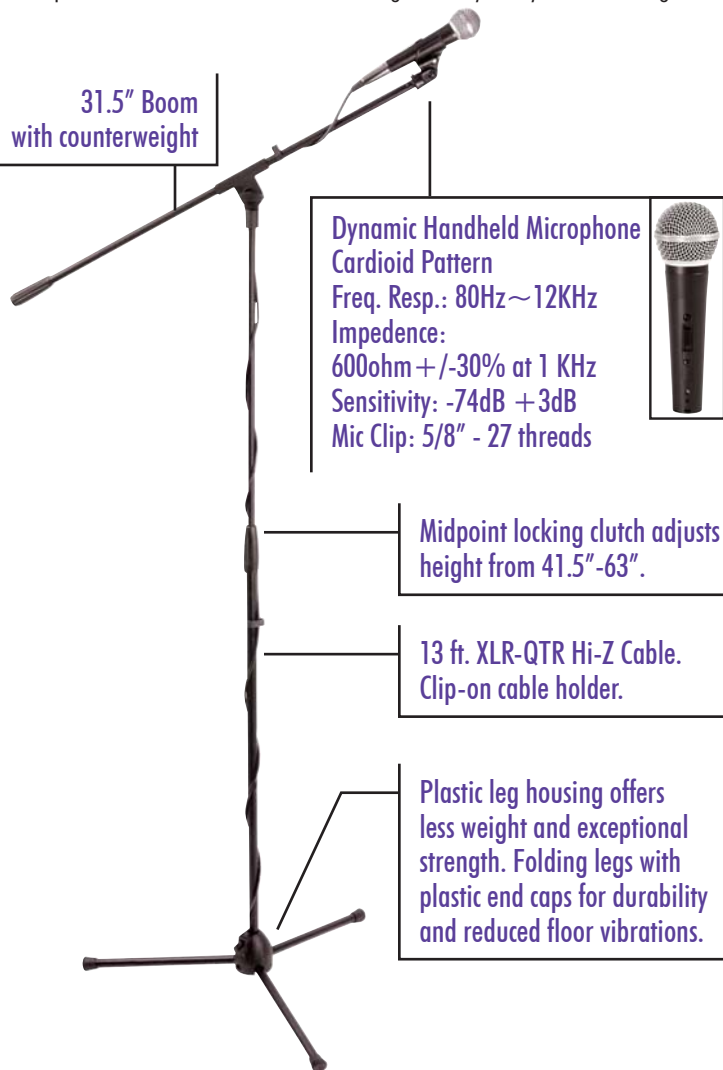 31.5" Boom
with counterweight
Dynamic Handheld Microphone
Cardioid Pattern
Freq. Resp.: 80Hz~12KHz
Impedence:
600ohm+/-30% at 1 KHz
Sensitivity: -74dB +3dB
Mic Clip: 5/8" - 27 threads
Midpoint locking clutch adjusts
height from 41.5"-63".
13 ft. XLR-QTR Hi-Z Cable.
Clip-on cable holder.
Plastic leg housing offers
less weight and exceptional
strength. Folding legs with
plastic end caps for durability
and reduced floor vibrations.